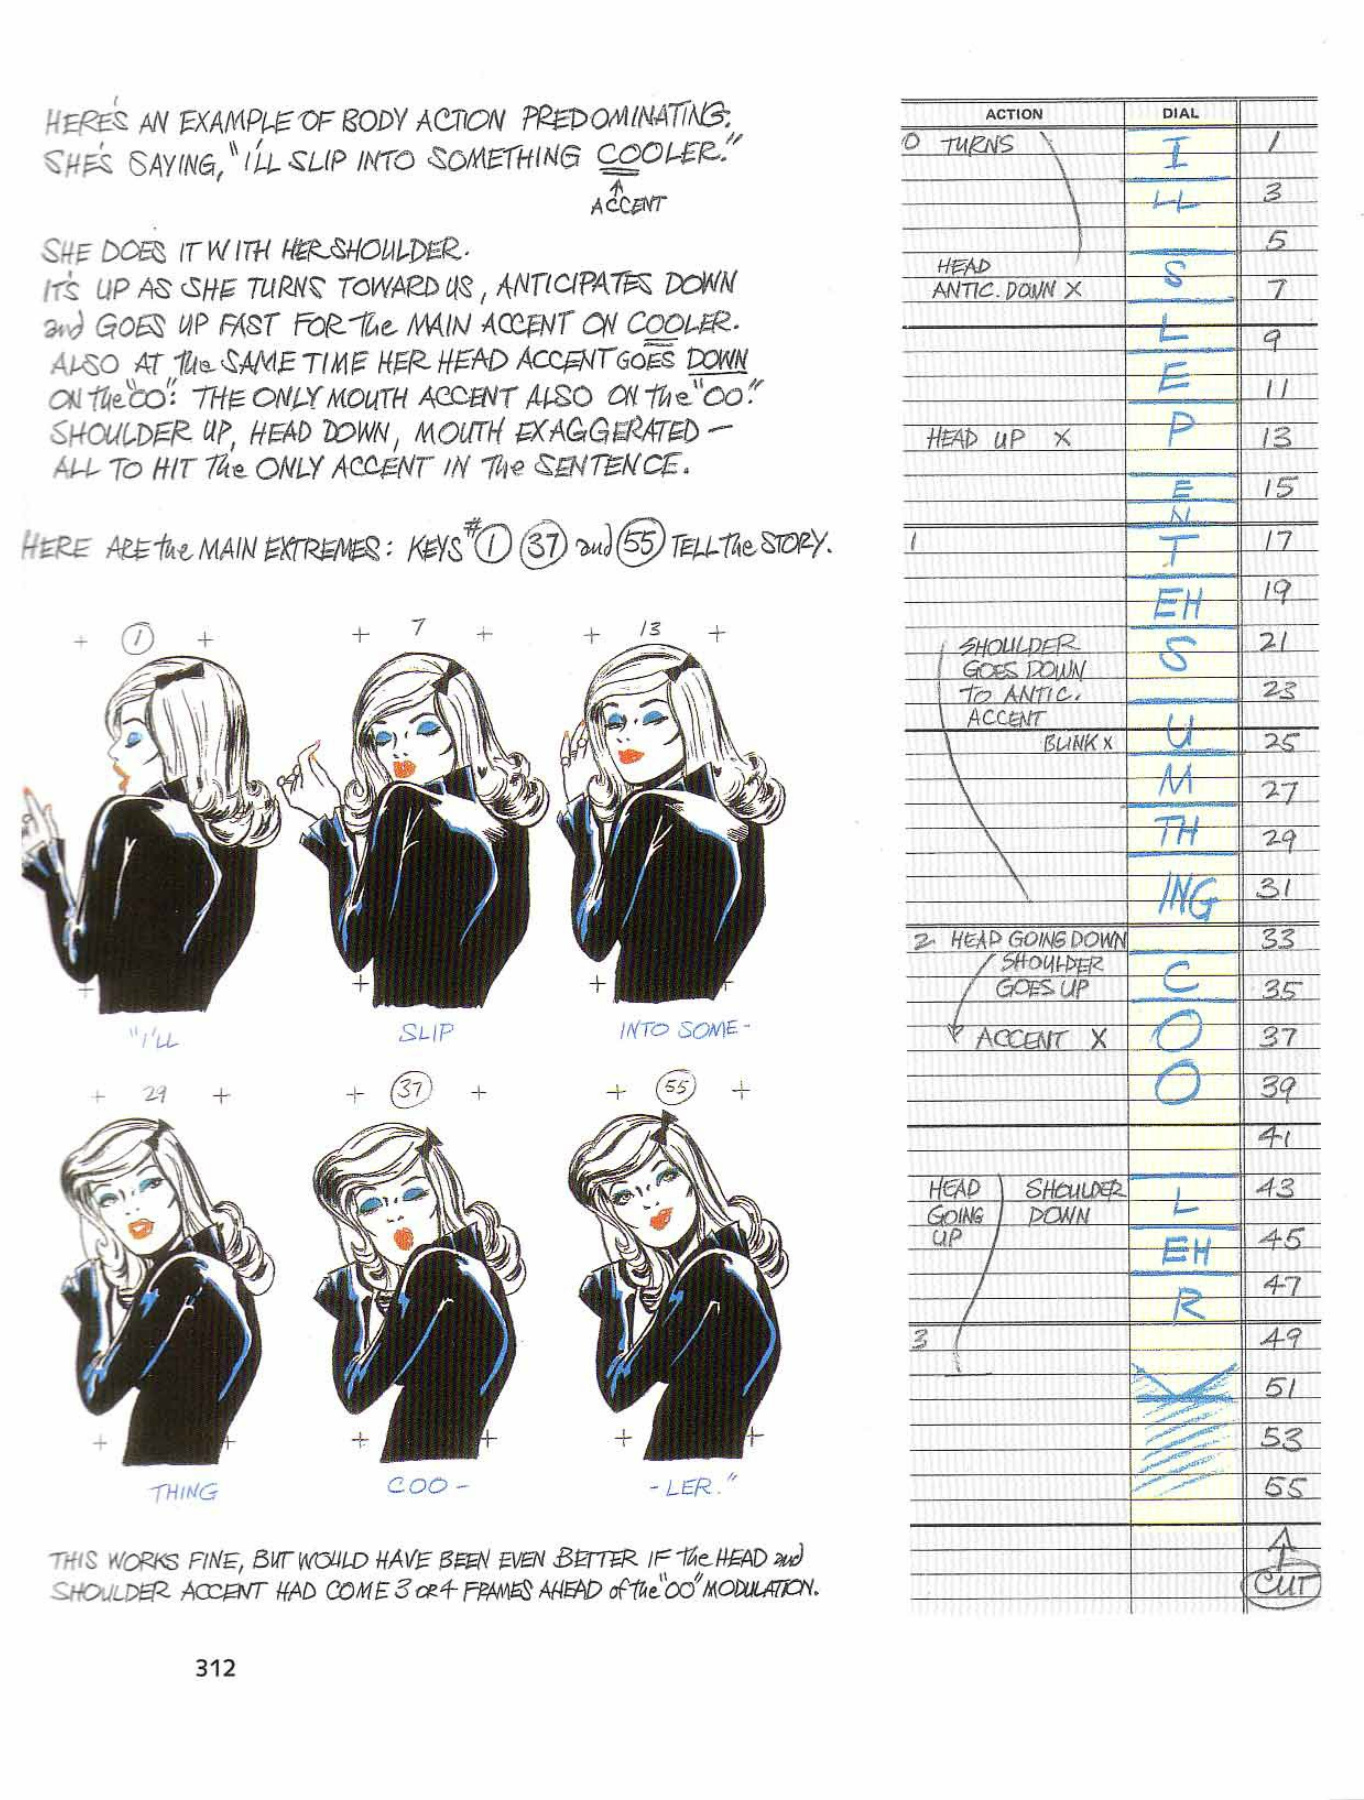 HERE'S AN EXAMPLE OF BODY ACTION PREDOMINATING.
SHE'S SAYING, "I'LL SLIP INTO SOMETHING COOLER."
ACCENT
SHE DOES IT WITH HER SHOULDER.
IT'S UP AS SHE TURNS TOWARD US, ANTICIPATES DOWN
and GOES UP FAST FOR The MAIN ACCENT ON COOLER.
ALSO AT The SAME TIME HER HEAD ACCENT GOES DOWN
ON the "CO". THE ONLY MOUTH ACCENT ALSO ON the "OO."
SHOULDER UP, HEAD DOWN, MOUTH EXAGGERATED —
ALL TO HIT The ONLY ACCENT IN The SENTENCE.
HERE ARE the MAIN EXTREMES: KEYS #1 37 and 55 TELL The STORY.
1 7 13
"I'LL SLIP INTO SOME-
29 37 55
THING COO- -LER."
THIS WORKS FINE, BUT WOULD HAVE BEEN EVEN BETTER IF the HEAD and
SHOULDER ACCENT HAD COME 3 OR 4 FRAMES AHEAD of the "OO" MODULATION.
312
ACTION DIAL
0 TURNS I 1
LL 3
5
HEAD S
ANTIC. DOWN X 7
L 9
E 11
HEAD UP X P 13
E 15
N
1 T 17
EH 19
SHOULDER S 21
GOES DOWN
TO ANTIC. 23
ACCENT
BLINK X U 25
M 27
TH 29
ING 31
2 HEAD GOING DOWN 33
SHOULDER C
GOES UP 35
ACCENT X O 37
O 39
41
HEAD SHOULDER L 43
GOING DOWN
UP EH 45
R 47
3 49
51
53
55
CUT